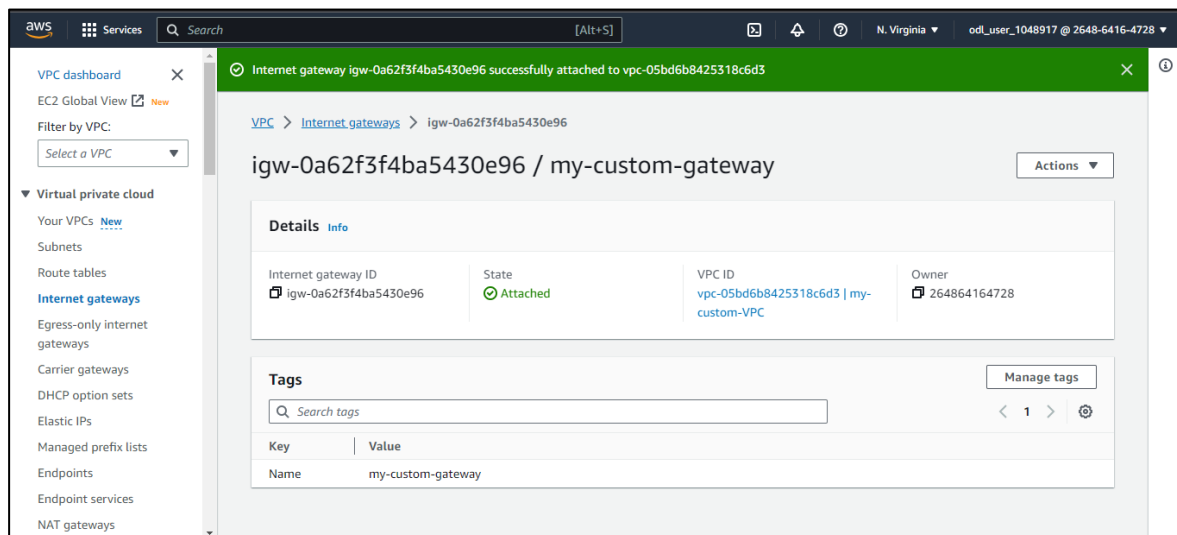 aws
Services
Search
[Alt+S]
N. Virginia
odl_user_1048917 @ 2648-6416-4728
VPC dashboard
EC2 Global View New
Filter by VPC:
Select a VPC
Virtual private cloud
Your VPCs New
Subnets
Route tables
Internet gateways
Egress-only internet
gateways
Carrier gateways
DHCP option sets
Elastic IPs
Managed prefix lists
Endpoints
Endpoint services
NAT gateways
Internet gateway igw-0a62f3f4ba5430e96 successfully attached to vpc-05bd6b8425318c6d3
VPC > Internet gateways > igw-0a62f3f4ba5430e96
igw-0a62f3f4ba5430e96 / my-custom-gateway
Actions
Details Info
Internet gateway ID
igw-0a62f3f4ba5430e96
State
Attached
VPC ID
vpc-05bd6b8425318c6d3 | my-
custom-VPC
Owner
264864164728
Tags
Manage tags
Search tags
1
Key Value
Name my-custom-gateway